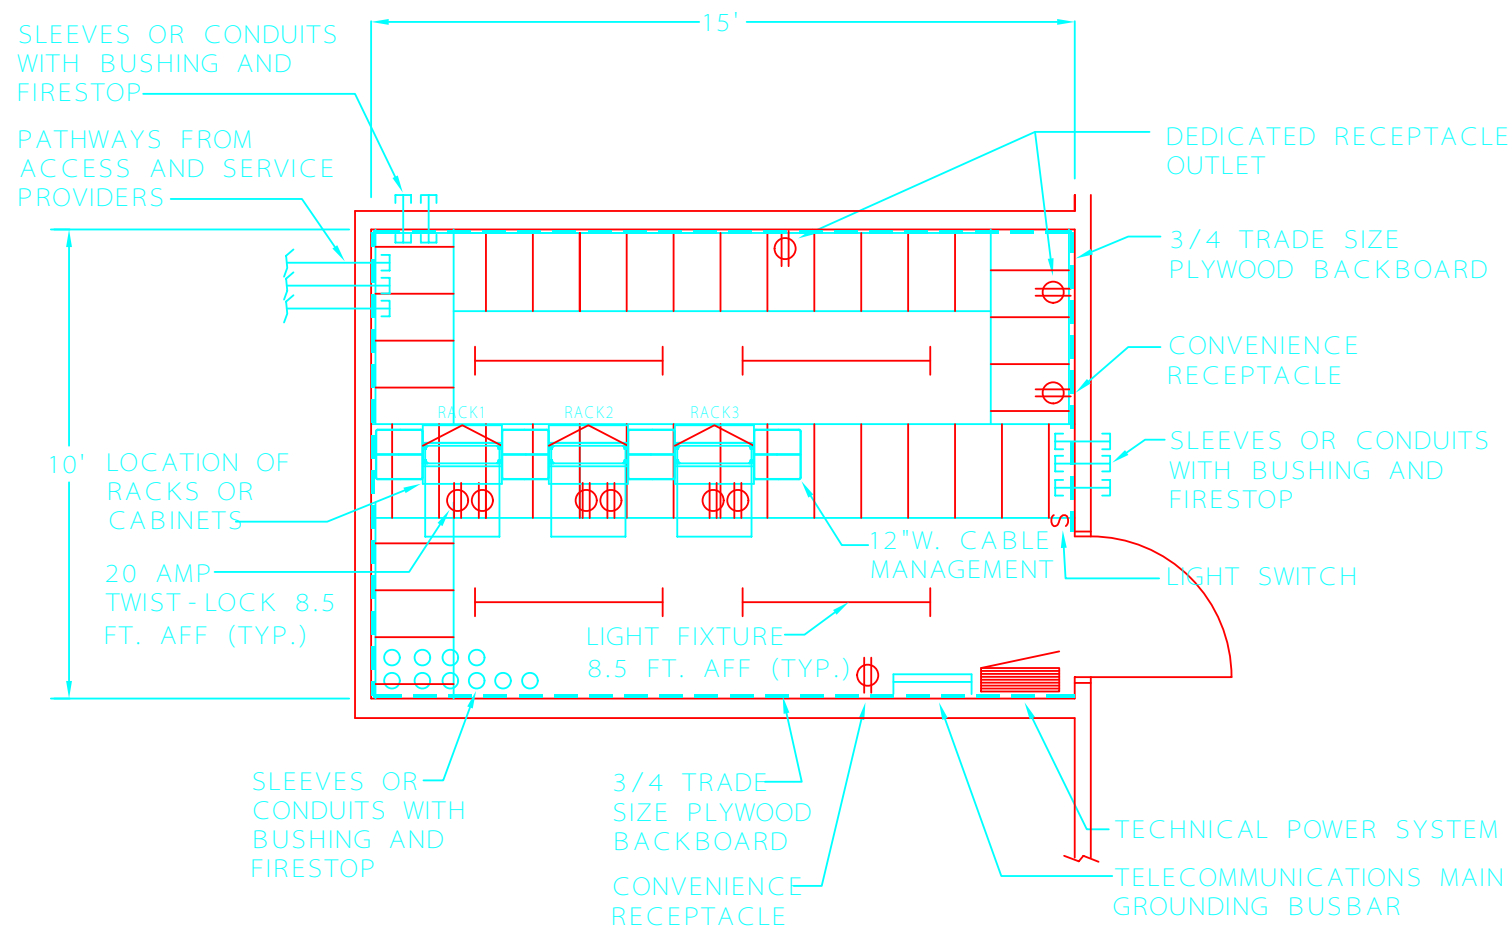 15'
SLEEVES OR CONDUITS
WITH BUSHING AND
FIRESTOP
PATHWAYS FROM
ACCESS AND SERVICE
PROVIDERS
DEDICATED RECEPTACLE
OUTLET
3/4 TRADE SIZE
PLYWOOD BACKBOARD
CONVENIENCE
RECEPTACLE
RACK1
RACK2
RACK3
SLEEVES OR CONDUITS
WITH BUSHING AND
FIRESTOP
10'
LOCATION OF
RACKS OR
CABINETS
S
12"W. CABLE
MANAGEMENT
LIGHT SWITCH
20 AMP
TWIST-LOCK 8.5
FT. AFF (TYP.)
LIGHT FIXTURE
8.5 FT. AFF (TYP.)
SLEEVES OR
CONDUITS WITH
BUSHING AND
FIRESTOP
3/4 TRADE
SIZE PLYWOOD
BACKBOARD
CONVENIENCE
RECEPTACLE
TECHNICAL POWER SYSTEM
TELECOMMUNICATIONS MAIN
GROUNDING BUSBAR